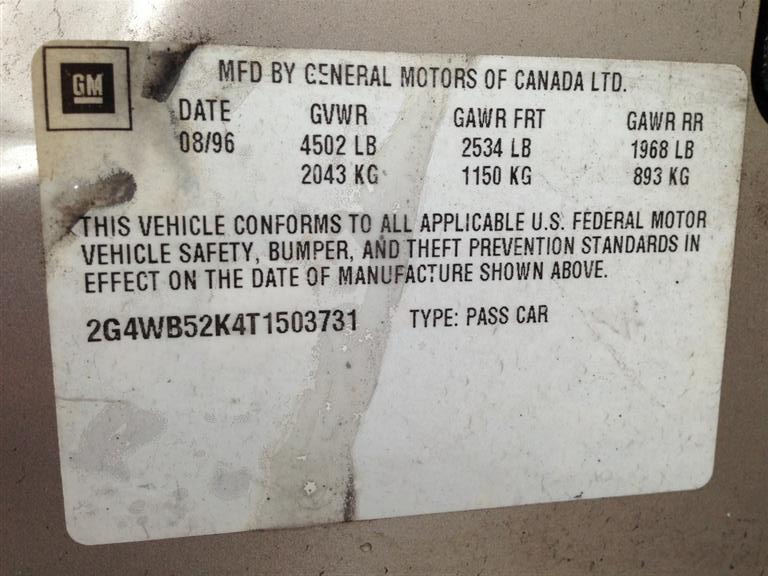 GM
MFD BY GENERAL MOTORS OF CANADA LTD.
DATE GVWR GAWR FRT GAWR RR
08/96 4502 LB 2534 LB 1968 LB
2043 KG 1150 KG 893 KG
THIS VEHICLE CONFORMS TO ALL APPLICABLE U.S. FEDERAL MOTOR
VEHICLE SAFETY, BUMPER, AND THEFT PREVENTION STANDARDS IN
EFFECT ON THE DATE OF MANUFACTURE SHOWN ABOVE.
2G4WB52K4T1503731 TYPE: PASS CAR